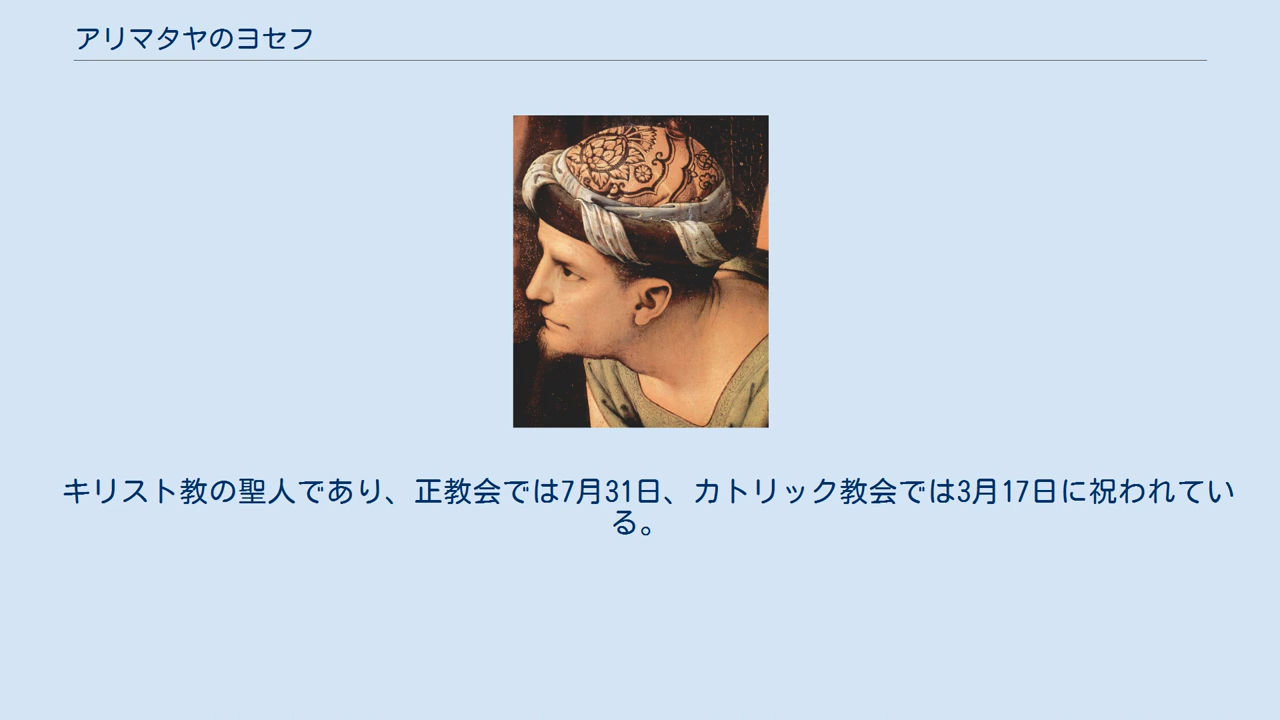 アリマタヤのヨセフ
キリスト教の聖人であり、正教会では7月31日、カトリック教会では3月17日に祝われてい
る。